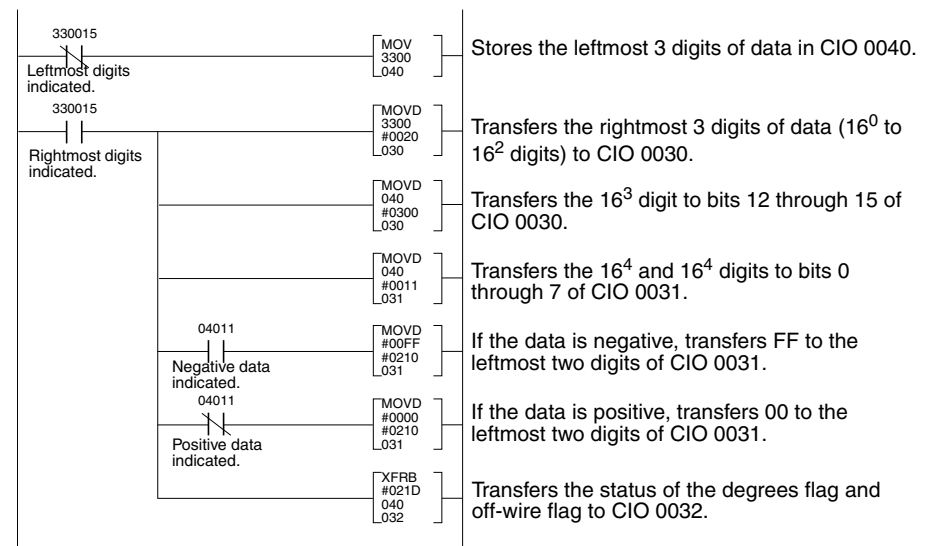 330015
Leftmost digits
indicated.
MOV
3300
040
Stores the leftmost 3 digits of data in CIO 0040.
330015
Rightmost digits
indicated.
MOVD
3300
#0020
030
Transfers the rightmost 3 digits of data (16⁰ to
16² digits) to CIO 0030.
MOVD
040
#0300
030
Transfers the 16³ digit to bits 12 through 15 of
CIO 0030.
MOVD
040
#0011
031
Transfers the 16⁴ and 16⁴ digits to bits 0
through 7 of CIO 0031.
04011
Negative data
indicated.
MOVD
#00FF
#0210
031
If the data is negative, transfers FF to the
leftmost two digits of CIO 0031.
04011
Positive data
indicated.
MOVD
#0000
#0210
031
If the data is positive, transfers 00 to the
leftmost two digits of CIO 0031.
XFRB
#021D
040
032
Transfers the status of the degrees flag and
off-wire flag to CIO 0032.